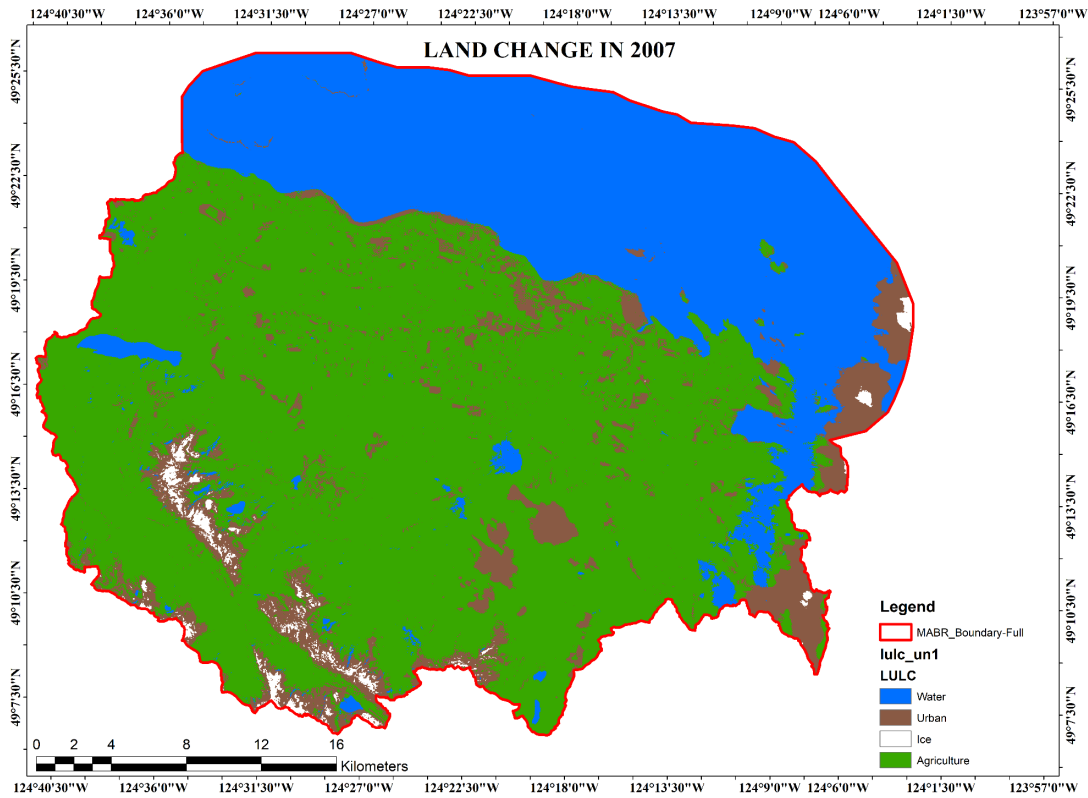 124°40'30"W 124°36'0"W 124°31'30"W 124°27'0"W 124°22'30"W 124°18'0"W 124°13'30"W 124°9'0"W 124°6'0"W 124°1'30"W 123°57'0"W
LAND CHANGE IN 2007
49°25'30"N 49°25'30"N
49°22'30"N 49°22'30"N
49°19'30"N 49°19'30"N
49°16'30"N 49°16'30"N
49°13'30"N 49°13'30"N
49°10'30"N 49°10'30"N
49°7'30"N 49°7'30"N
Legend
MABR_Boundary-Full
lulc_un1
LULC
Water
Urban
Ice
Agriculture
0 2 4 8 12 16
Kilometers
124°40'30"W 124°36'0"W 124°31'30"W 124°27'0"W 124°22'30"W 124°18'0"W 124°13'30"W 124°9'0"W 124°6'0"W 124°1'30"W 123°57'0"W